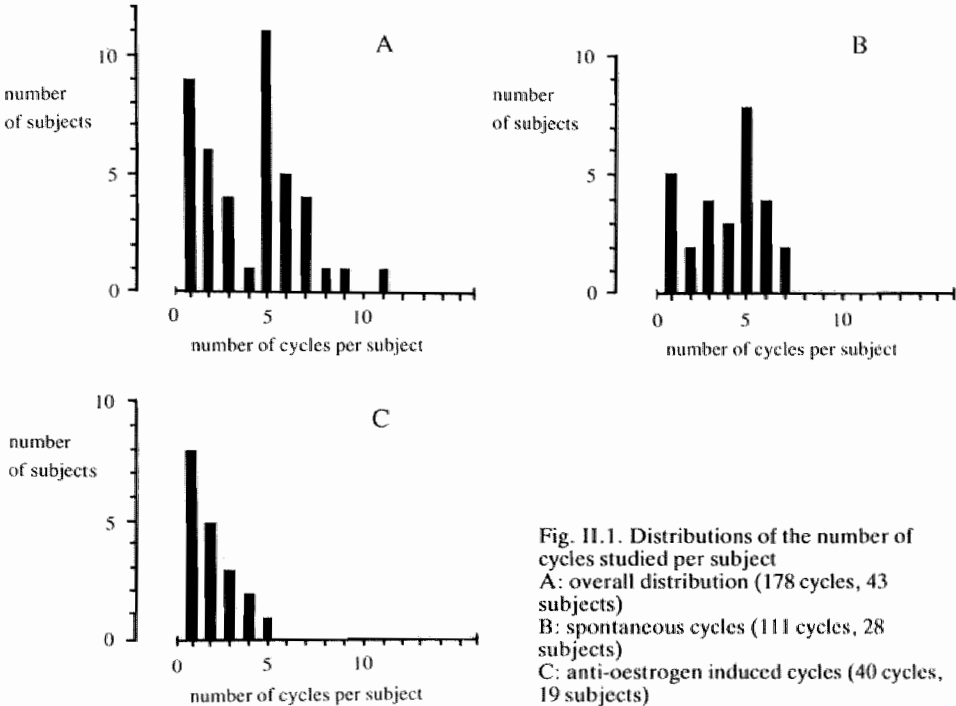 A
10
number
of subjects
5
0
0 5 10
number of cycles per subject
B
10
number
of subjects
5
0
0 5 10
number of cycles per subject
C
10
number
of subjects
5
0
0 5 10
number of cycles per subject
Fig. II.1. Distributions of the number of
cycles studied per subject
A: overall distribution (178 cycles, 43
subjects)
B: spontaneous cycles (111 cycles, 28
subjects)
C: anti-oestrogen induced cycles (40 cycles,
19 subjects)